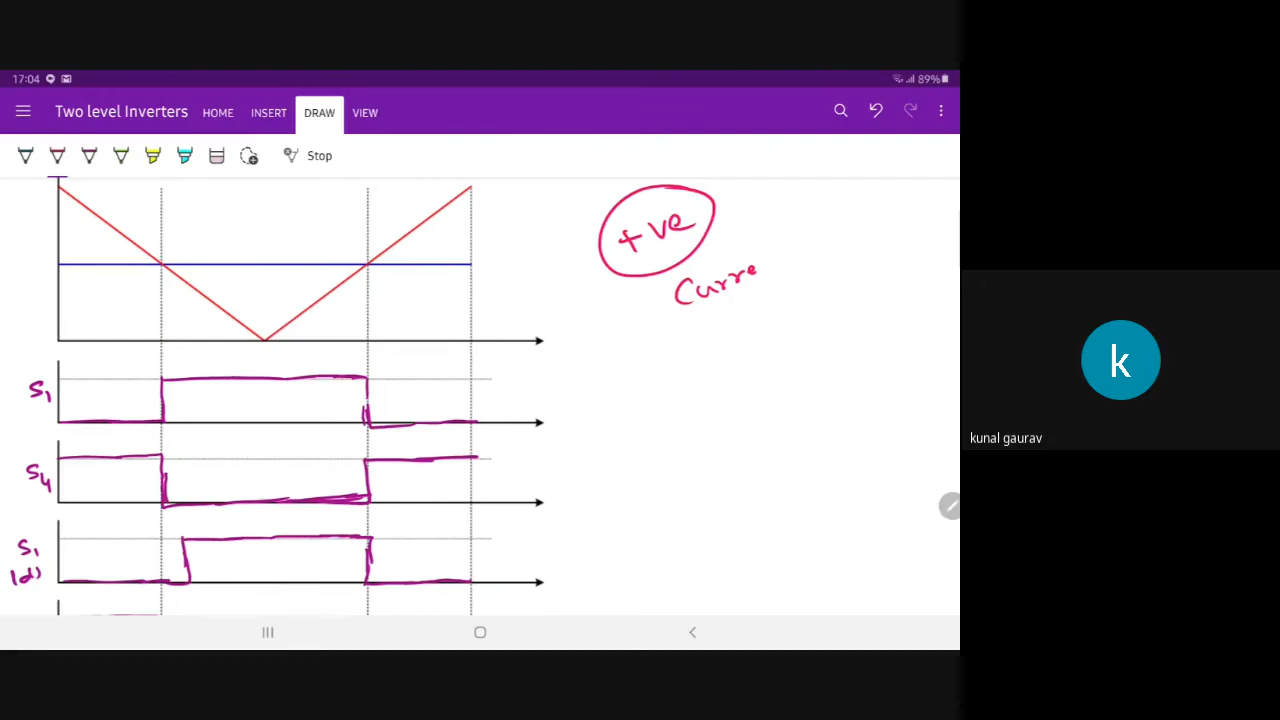 17:04 89%
Two level Inverters HOME INSERT DRAW VIEW
Stop
+ve
Curre
S1
S4
S1
(d)
k
kunal gaurav